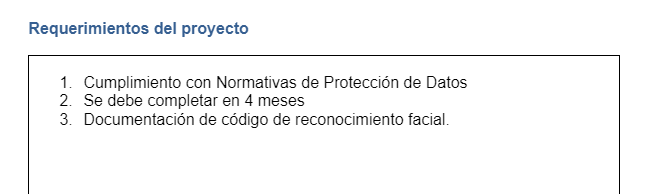 Requerimientos del proyecto
1. Cumplimiento con Normativas de Protección de Datos
2. Se debe completar en 4 meses
3. Documentación de código de reconocimiento facial.